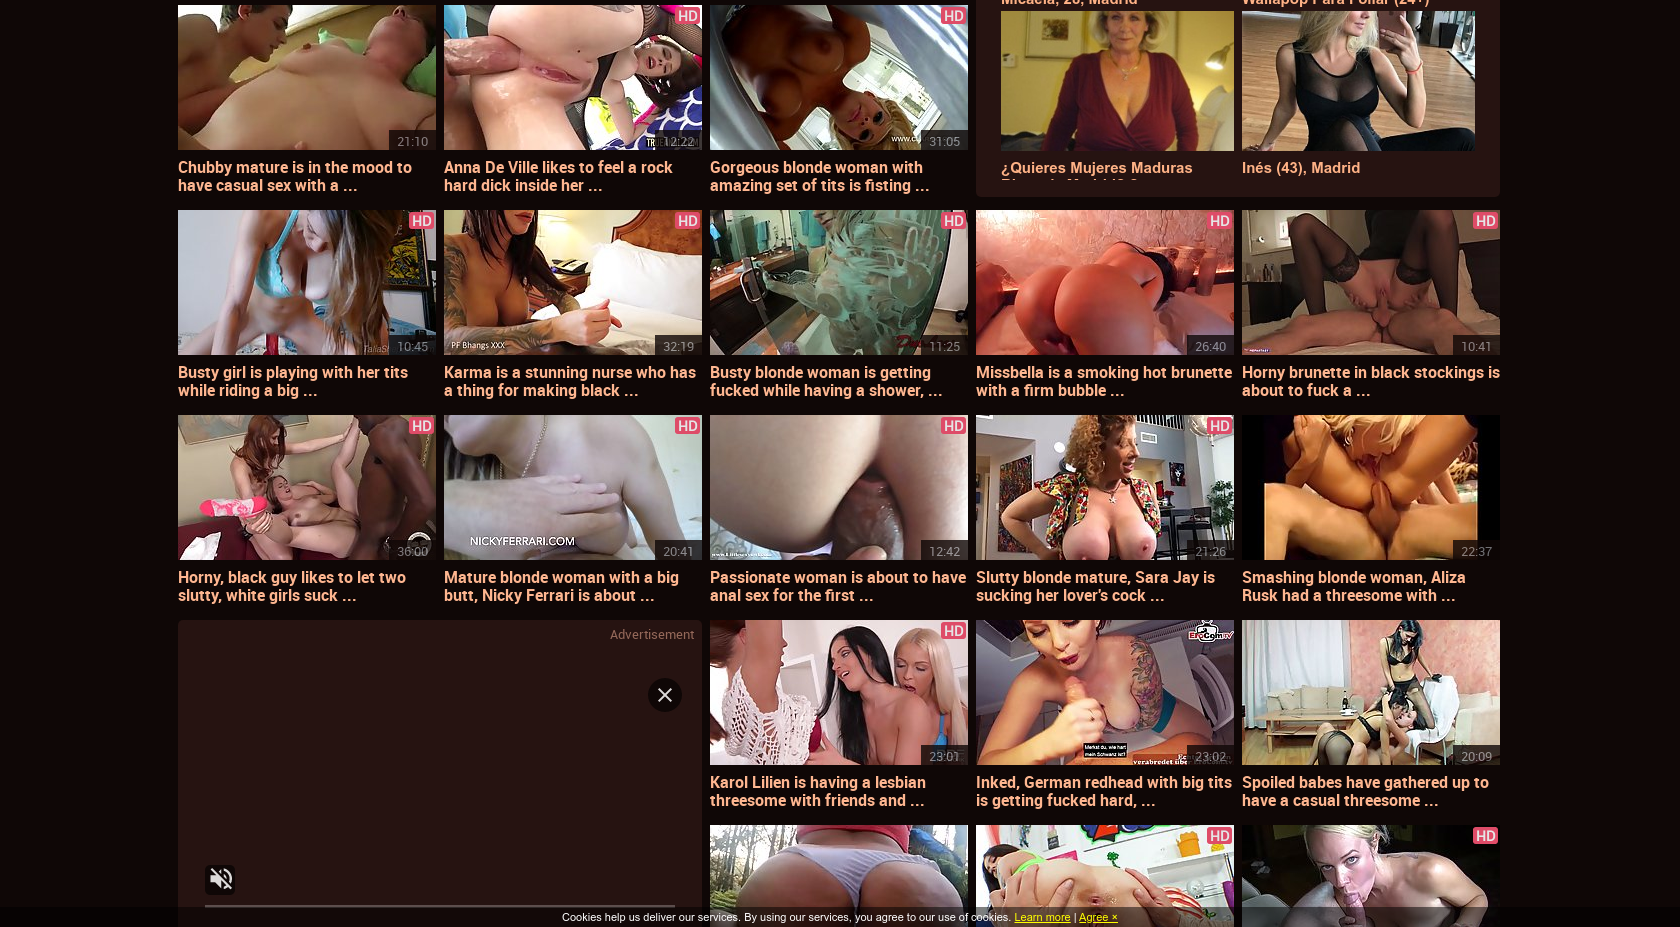 Micaela, 20, Madrid
Wallapop Para Follar (24+)
HD
HD
21:10
12:22
www.c
31:05
Chubby mature is in the mood to
have casual sex with a ...
Anna De Ville likes to feel a rock
hard dick inside her ...
Gorgeous blonde woman with
amazing set of tits is fisting ...
¿Quieres Mujeres Maduras
Inés (43), Madrid
HD
HD
HD
HD
HD
10:45
PF Bhangs XXX
32:19
11:25
26:40
10:41
Busty girl is playing with her tits
while riding a big ...
Karma is a stunning nurse who has
a thing for making black ...
Busty blonde woman is getting
fucked while having a shower, ...
Missbella is a smoking hot brunette
with a firm bubble ...
Horny brunette in black stockings is
about to fuck a ...
HD
HD
HD
HD
36:00
NICKYFERRARI.COM
20:41
12:42
21:26
22:37
Horny, black guy likes to let two
slutty, white girls suck ...
Mature blonde woman with a big
butt, Nicky Ferrari is about ...
Passionate woman is about to have
anal sex for the first ...
Slutty blonde mature, Sara Jay is
sucking her lover's cock ...
Smashing blonde woman, Aliza
Rusk had a threesome with ...
Advertisement
HD
23:01
Merkst du, wie hart
mein Schwanz ist?
23:02
20:09
Karol Lilien is having a lesbian
threesome with friends and ...
Inked, German redhead with big tits
is getting fucked hard, ...
Spoiled babes have gathered up to
have a casual threesome ...
HD
HD
Cookies help us deliver our services. By using our services, you agree to our use of cookies. Learn more | Agree ×